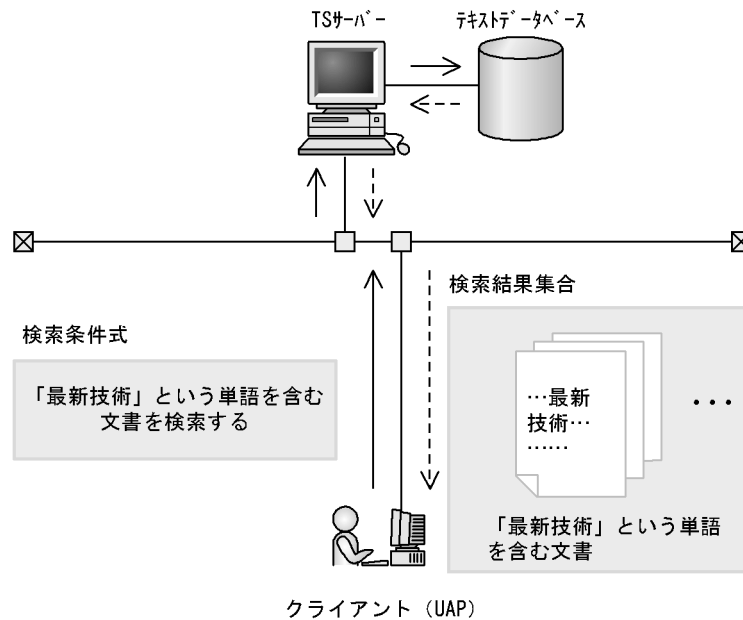 TSサーバー
テキストデータベース
検索結果集合
検索条件式
「最新技術」という単語を含む
文書を検索する
…最新
技術…
……
...
「最新技術」という単語
を含む文書
クライアント（UAP）